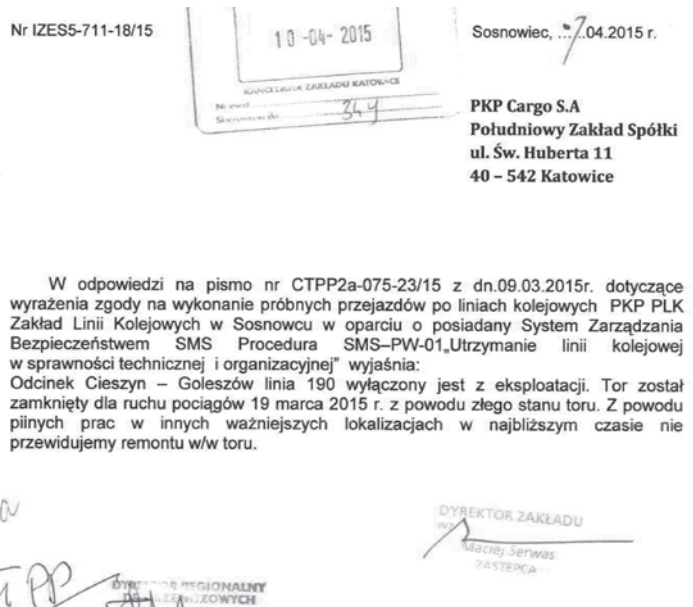 Nr IZES5-711-18/15
10-04-2015
Sosnowiec, ...7.04.2015 r.
KANCELARIA ZAKŁADU KATOWICE
344
PKP Cargo S.A
Południowy Zakład Spółki
ul. Św. Huberta 11
40 – 542 Katowice
W odpowiedzi na pismo nr CTPP2a-075-23/15 z dn.09.03.2015r. dotyczące
wyrażenia zgody na wykonanie próbnych przejazdów po liniach kolejowych PKP PLK
Zakład Linii Kolejowych w Sosnowcu w oparciu o posiadany System Zarządzania
Bezpieczeństwem SMS Procedura SMS–PW-01„Utrzymanie linii kolejowej
w sprawności technicznej i organizacyjnej” wyjaśnia:
Odcinek Cieszyn – Goleszów linia 190 wyłączony jest z eksploatacji. Tor został
zamknięty dla ruchu pociągów 19 marca 2015 r. z powodu złego stanu toru. Z powodu
pilnych prac w innych ważniejszych lokalizacjach w najbliższym czasie nie
przewidujemy remontu w/w toru.
DYREKTOR ZAKŁADU
Maciej Serwas
ZASTĘPCA
DYREKTOR REGIONALNY